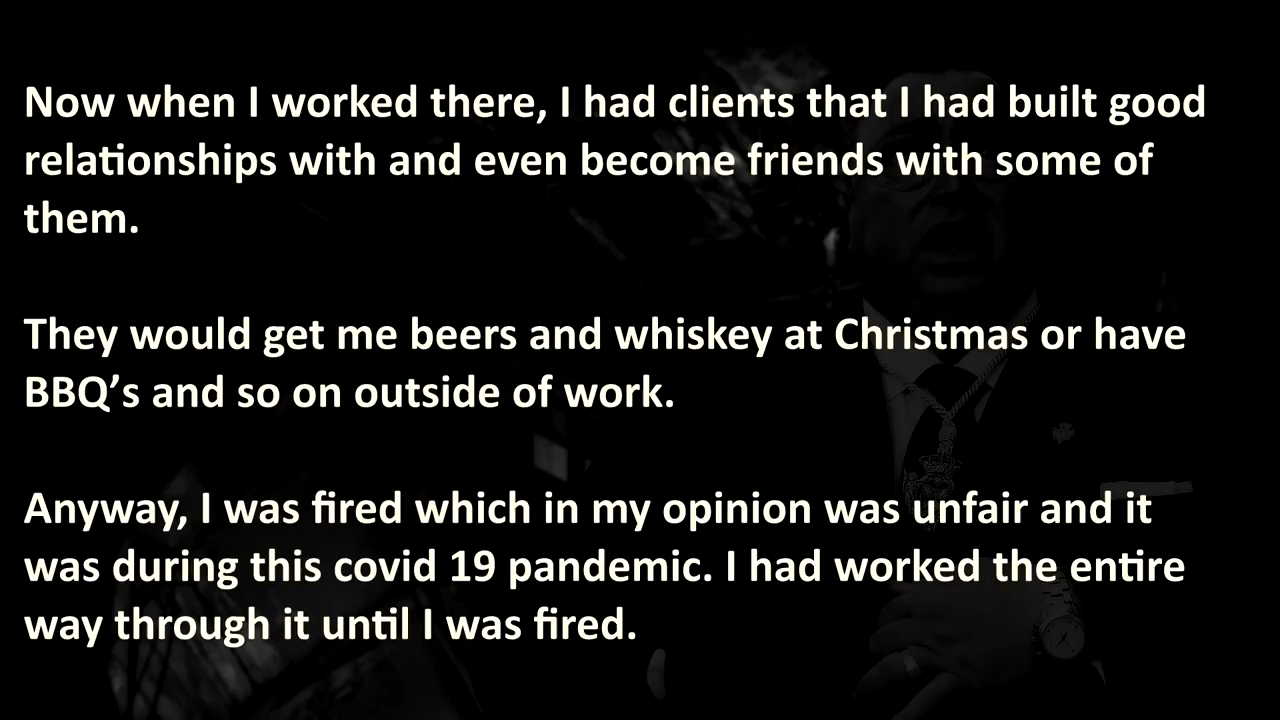 Now when I worked there, I had clients that I had built good
relationships with and even become friends with some of
them.
They would get me beers and whiskey at Christmas or have
BBQ’s and so on outside of work.
Anyway, I was fired which in my opinion was unfair and it
was during this covid 19 pandemic. I had worked the entire
way through it until I was fired.